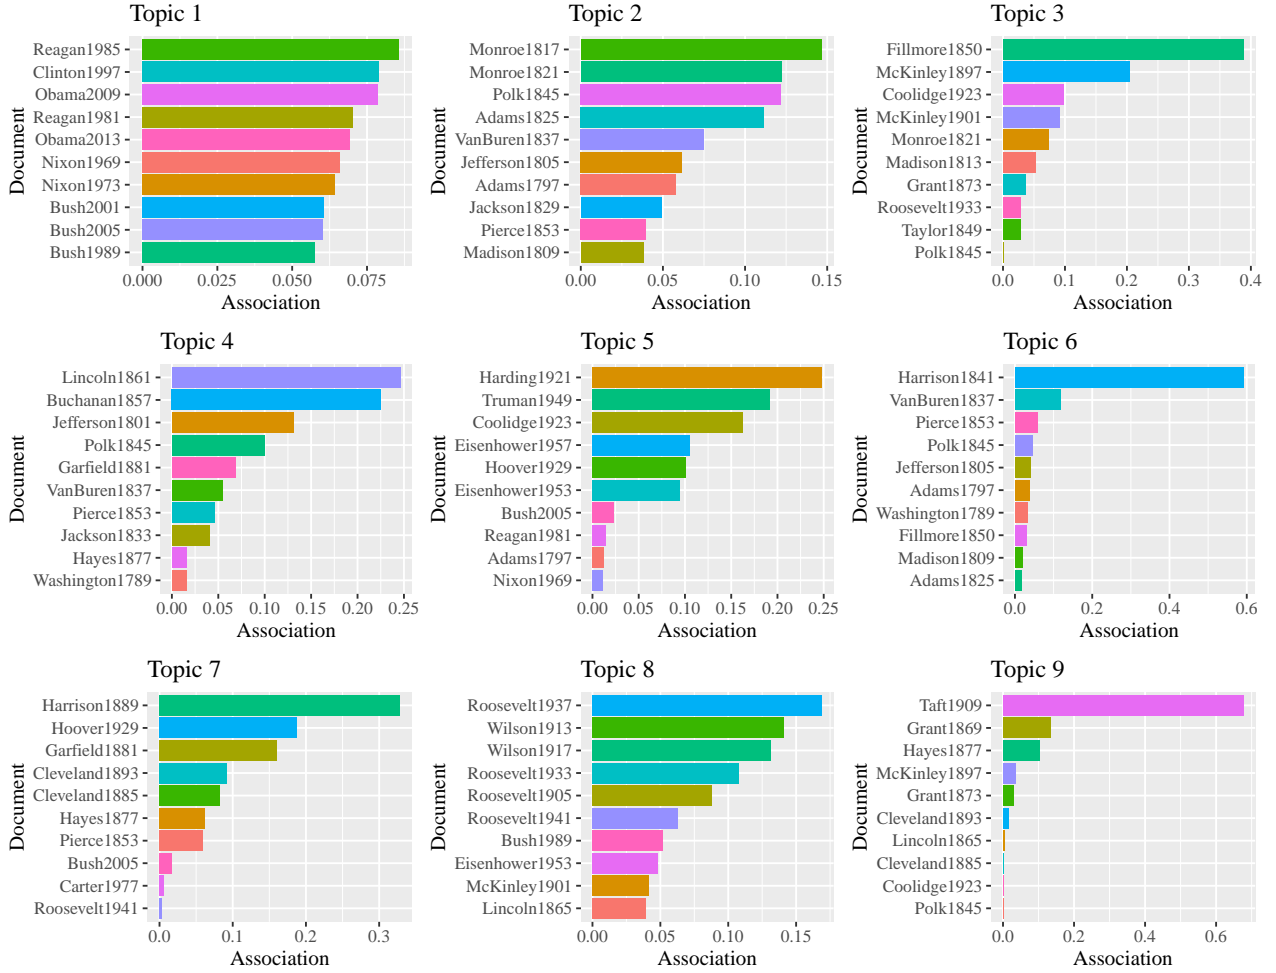 Topic 1
Document
Reagan1985
Clinton1997
Obama2009
Reagan1981
Obama2013
Nixon1969
Nixon1973
Bush2001
Bush2005
Bush1989
0.000 0.025 0.050 0.075
Association
Topic 2
Document
Monroe1817
Monroe1821
Polk1845
Adams1825
VanBuren1837
Jefferson1805
Adams1797
Jackson1829
Pierce1853
Madison1809
0.00 0.05 0.10 0.15
Association
Topic 3
Document
Fillmore1850
McKinley1897
Coolidge1923
McKinley1901
Monroe1821
Madison1813
Grant1873
Roosevelt1933
Taylor1849
Polk1845
0.0 0.1 0.2 0.3 0.4
Association
Topic 4
Document
Lincoln1861
Buchanan1857
Jefferson1801
Polk1845
Garfield1881
VanBuren1837
Pierce1853
Jackson1833
Hayes1877
Washington1789
0.00 0.05 0.10 0.15 0.20 0.25
Association
Topic 5
Document
Harding1921
Truman1949
Coolidge1923
Eisenhower1957
Hoover1929
Eisenhower1953
Bush2005
Reagan1981
Adams1797
Nixon1969
0.00 0.05 0.10 0.15 0.20 0.25
Association
Topic 6
Document
Harrison1841
VanBuren1837
Pierce1853
Polk1845
Jefferson1805
Adams1797
Washington1789
Fillmore1850
Madison1809
Adams1825
0.0 0.2 0.4 0.6
Association
Topic 7
Document
Harrison1889
Hoover1929
Garfield1881
Cleveland1893
Cleveland1885
Hayes1877
Pierce1853
Bush2005
Carter1977
Roosevelt1941
0.0 0.1 0.2 0.3
Association
Topic 8
Document
Roosevelt1937
Wilson1913
Wilson1917
Roosevelt1933
Roosevelt1905
Roosevelt1941
Bush1989
Eisenhower1953
McKinley1901
Lincoln1865
0.00 0.05 0.10 0.15
Association
Topic 9
Document
Taft1909
Grant1869
Hayes1877
McKinley1897
Grant1873
Cleveland1893
Lincoln1865
Cleveland1885
Coolidge1923
Polk1845
0.0 0.2 0.4 0.6
Association